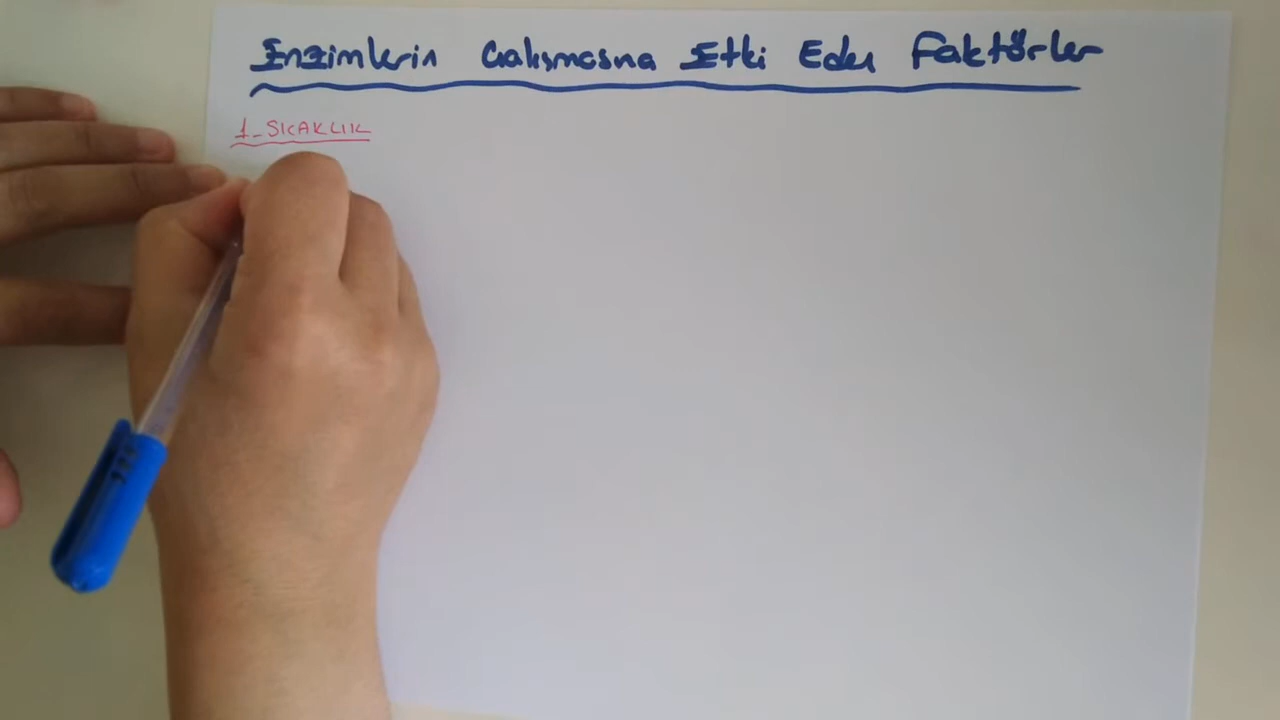 Enzimlerin Çalışmasına Etki Eden Faktörler
1- SICAKLIK